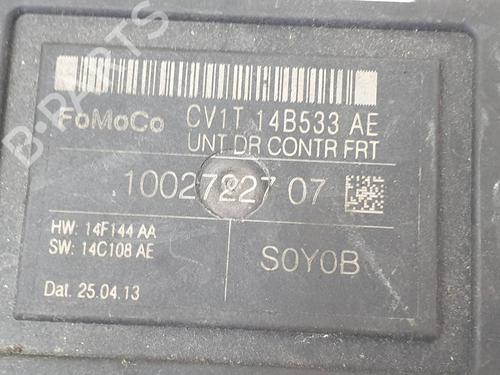 FoMoCo CV1T 14B533 AE
UNT DR CONTR FRT
10027227 07
HW: 14F144 AA
SW: 14C108 AE
S0Y0B
Dat. 25.04.13
B-PARTS